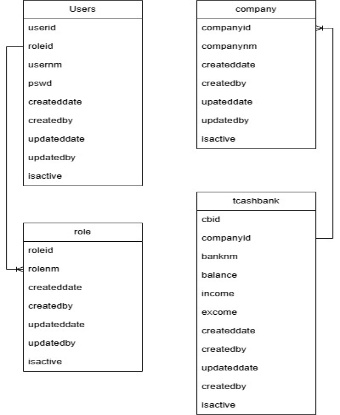 Users
userid
roleid
usernm
pswd
createddate
createdby
updateddate
updatedby
isactive
company
companyid
companynm
createddate
createdby
upateddate
updatedby
isactive
role
roleid
rolenm
createddate
createdby
updateddate
updatedby
isactive
tcashbank
cbid
companyid
banknm
balance
income
excome
createddate
createdby
updateddate
createdby
isactive